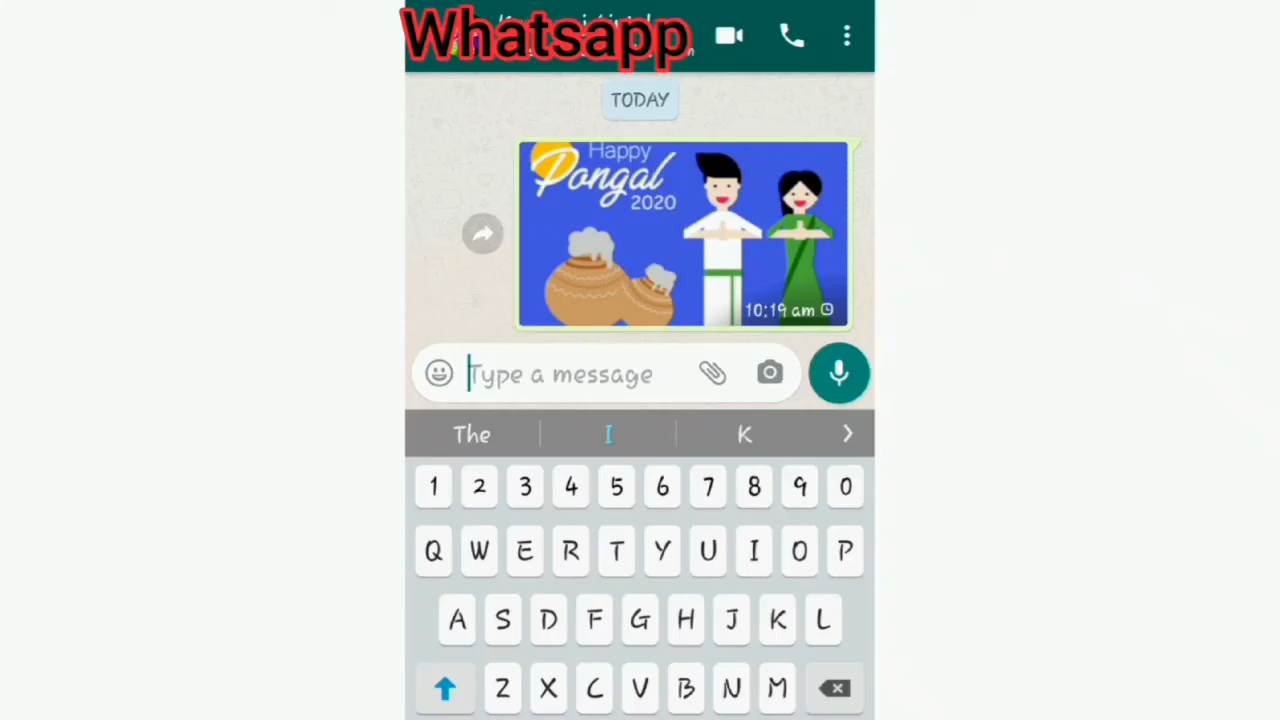 Whatsapp
TODAY
Happy
Pongal
2020
10:19 am
Type a message
The I K
1 2 3 4 5 6 7 8 9 0
Q W E R T Y U I O P
A S D F G H J K L
Z X C V B N M